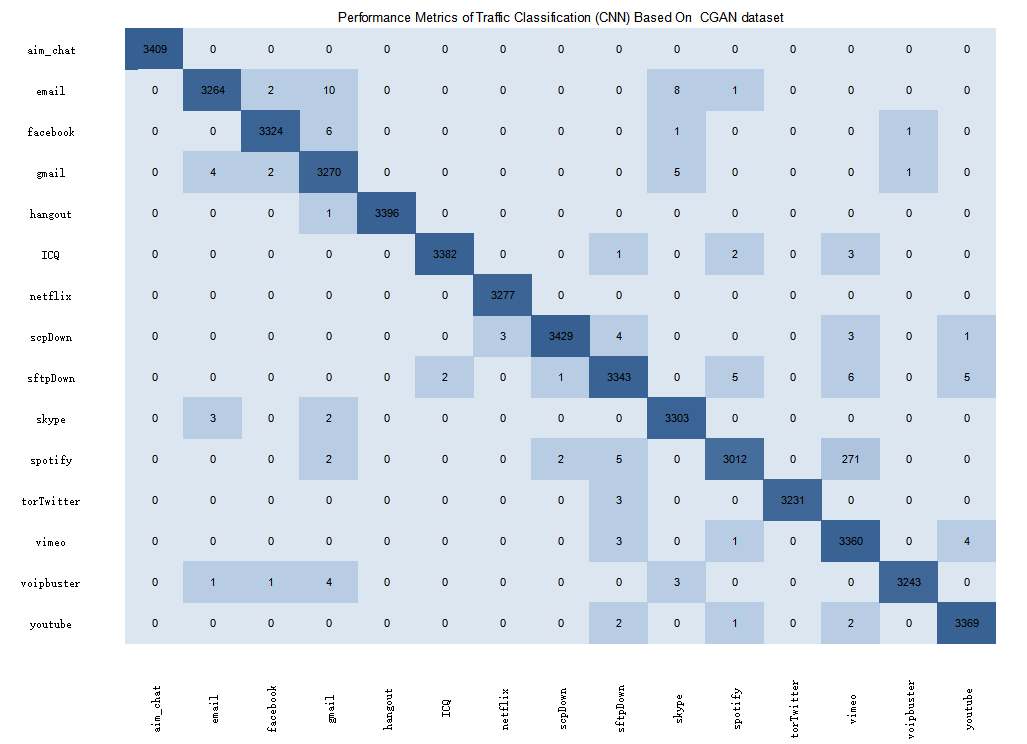 Performance Metrics of Traffic Classification (CNN) Based On CGAN dataset
aim_chat 3409 0 0 0 0 0 0 0 0 0 0 0 0 0 0
email 0 3264 2 10 0 0 0 0 0 8 1 0 0 0 0
facebook 0 0 3324 6 0 0 0 0 0 1 0 0 0 1 0
gmail 0 4 2 3270 0 0 0 0 0 5 0 0 0 1 0
hangout 0 0 0 1 3396 0 0 0 0 0 0 0 0 0 0
ICQ 0 0 0 0 0 3382 0 0 1 0 2 0 3 0 0
netflix 0 0 0 0 0 0 3277 0 0 0 0 0 0 0 0
scpDown 0 0 0 0 0 0 3 3429 4 0 0 0 3 0 1
sftpDown 0 0 0 0 0 2 0 1 3343 0 5 0 6 0 5
skype 0 3 0 2 0 0 0 0 0 3303 0 0 0 0 0
spotify 0 0 0 2 0 0 0 2 5 0 3012 0 271 0 0
torTwitter 0 0 0 0 0 0 0 0 3 0 0 3231 0 0 0
vimeo 0 0 0 0 0 0 0 0 3 0 1 0 3360 0 4
voipbuster 0 1 1 4 0 0 0 0 0 3 0 0 0 3243 0
youtube 0 0 0 0 0 0 0 0 2 0 1 0 2 0 3369
aim_chat email facebook gmail hangout ICQ netflix scpDown sftpDown skype spotify torTwitter vimeo voipbuster youtube